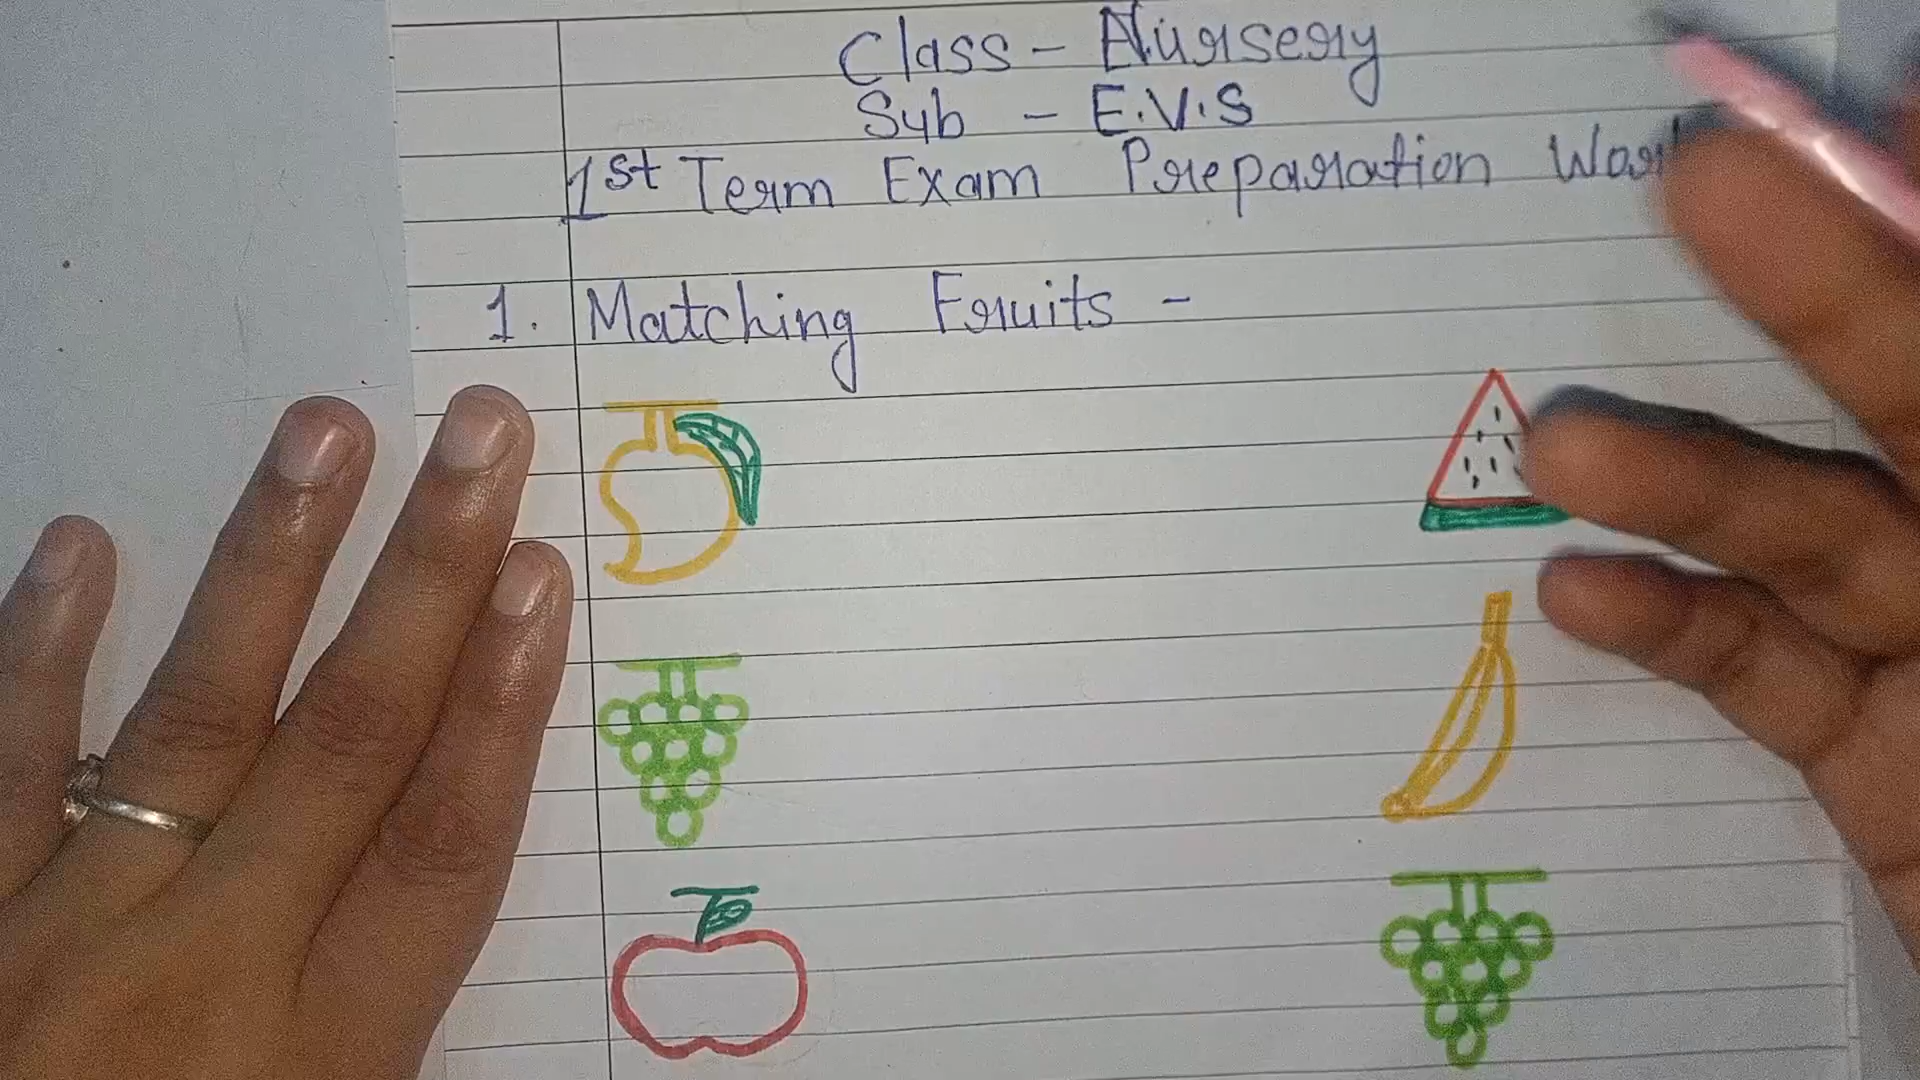 Class - Nursery
Sub - E.V.S
1st Term Exam Preparation
1. Matching Fruits -